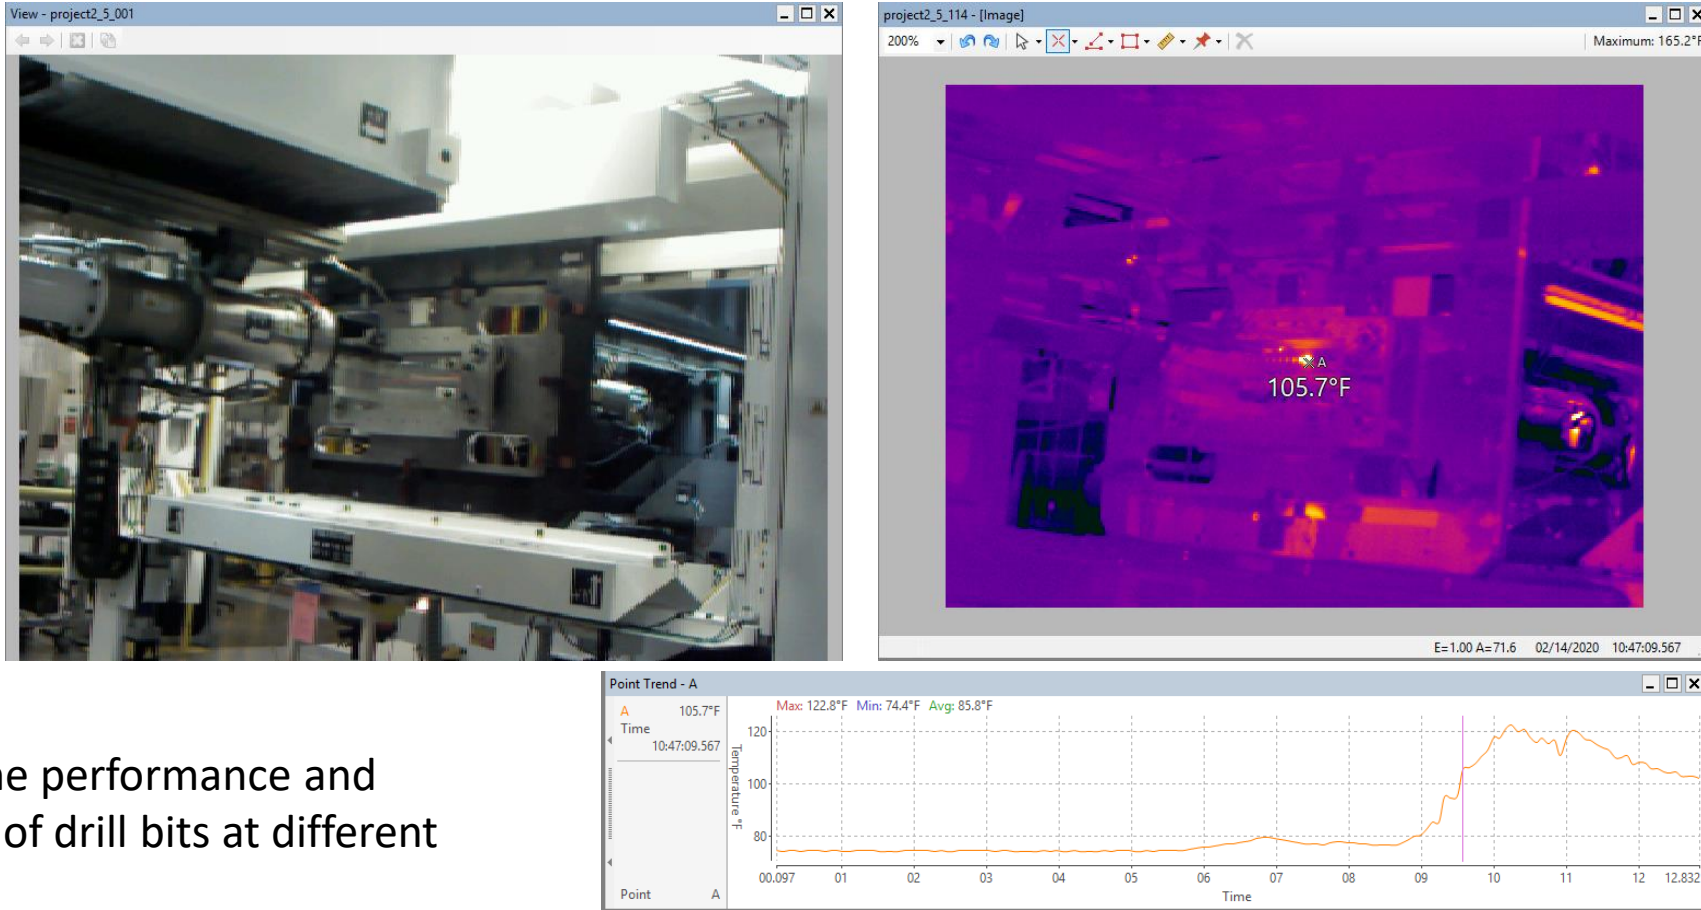 View - project2_5_001
project2_5_114 - [Image]
200%
Maximum: 165.2°F
A
105.7°F
E=1.00 A=71.6 02/14/2020 10:47:09.567
Point Trend - A
A 105.7°F
Time
10:47:09.567
Point A
Max: 122.8°F Min: 74.4°F Avg: 85.8°F
Temperature °F
120
100
80
00.097 01 02 03 04 05 06 07 08 09 10 11 12 12.832
Time
performance and
of drill bits at different